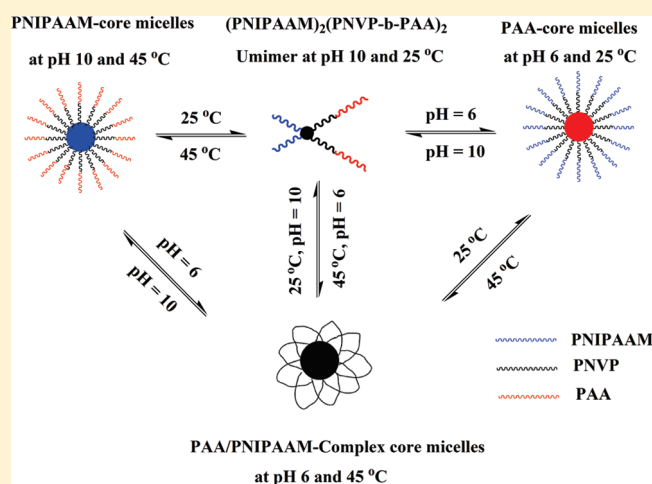 PNIPAAM-core micelles
at pH 10 and 45 °C
(PNIPAAM)2(PNVP-b-PAA)2
Umimer at pH 10 and 25 °C
PAA-core micelles
at pH 6 and 25 °C
25 °C
45 °C
pH = 6
pH = 10
25 °C, pH = 10
45 °C, pH = 6
pH = 6
pH = 10
25 °C
45 °C
PNIPAAM
PNVP
PAA
PAA/PNIPAAM-Complex core micelles
at pH 6 and 45 °C